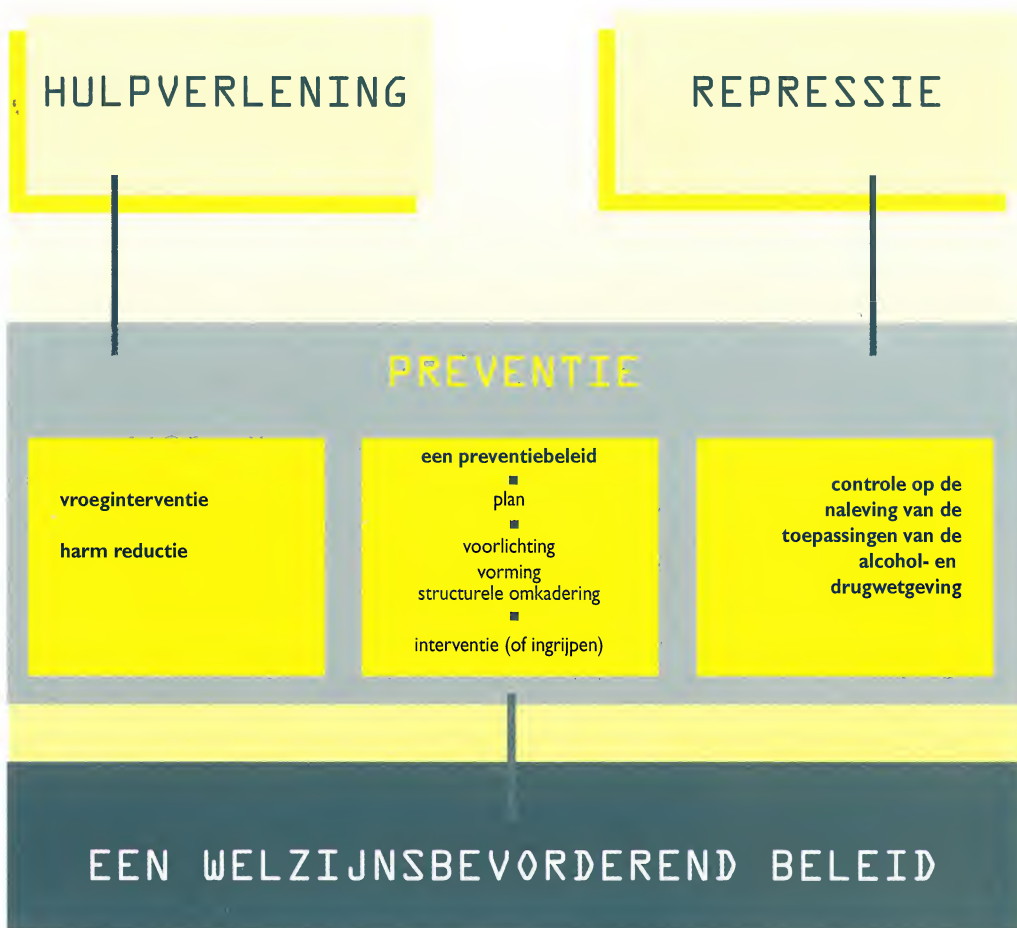 HULPVERLENING
REPRESSIE
PREVENTIE
vroeginterventie
harm reductie
een preventiebeleid
plan
voorlichting
vorming
structurele omkadering
interventie (of ingrijpen)
controle op de
naleving van de
toepassingen van de
alcohol- en
drugwetgeving
EEN WELZIJNSBEVORDEREND BELEID